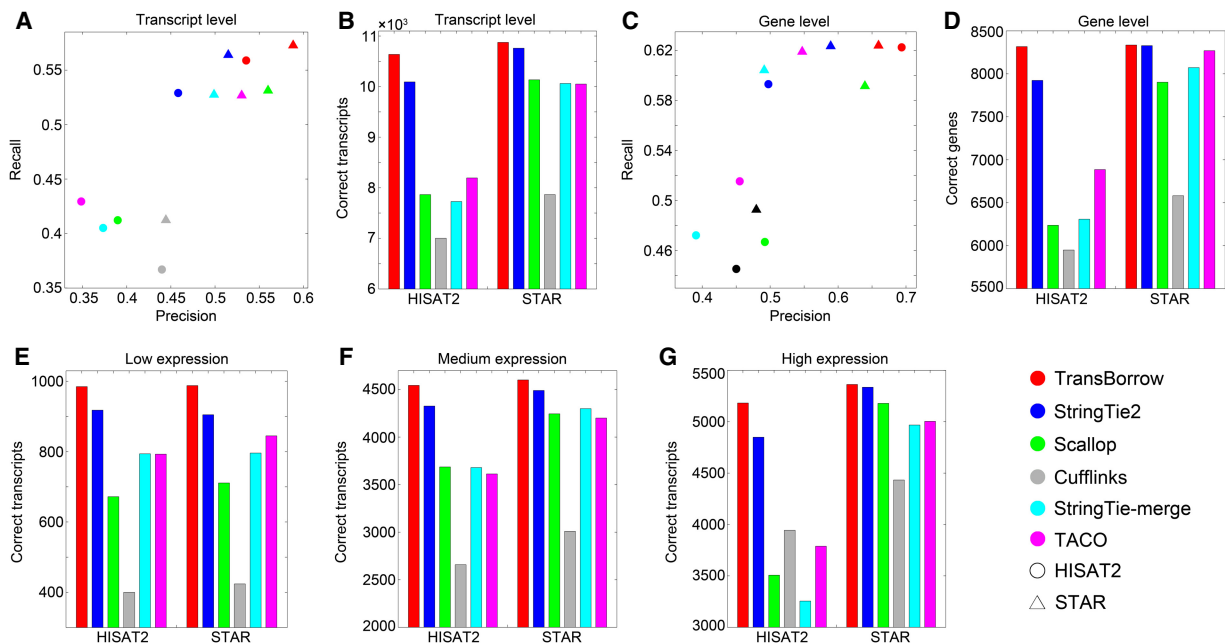 A
Transcript level
0.55
0.5
0.45
0.4
0.35
0.35
0.4
0.45
0.5
0.55
0.6
Recall
Precision
B
Transcript level
×10³
11
10
9
8
7
6
Correct transcripts
HISAT2
STAR
C
Gene level
0.62
0.58
0.54
0.5
0.46
0.4
0.5
0.6
0.7
Recall
Precision
D
Gene level
8500
8000
7500
7000
6500
6000
5500
Correct genes
HISAT2
STAR
E
Low expression
1000
800
600
400
Correct transcripts
HISAT2
STAR
F
Medium expression
4500
4000
3500
3000
2500
2000
Correct transcripts
HISAT2
STAR
G
High expression
5500
5000
4500
4000
3500
3000
Correct transcripts
HISAT2
STAR
TransBorrow
StringTie2
Scallop
Cufflinks
StringTie-merge
TACO
HISAT2
STAR